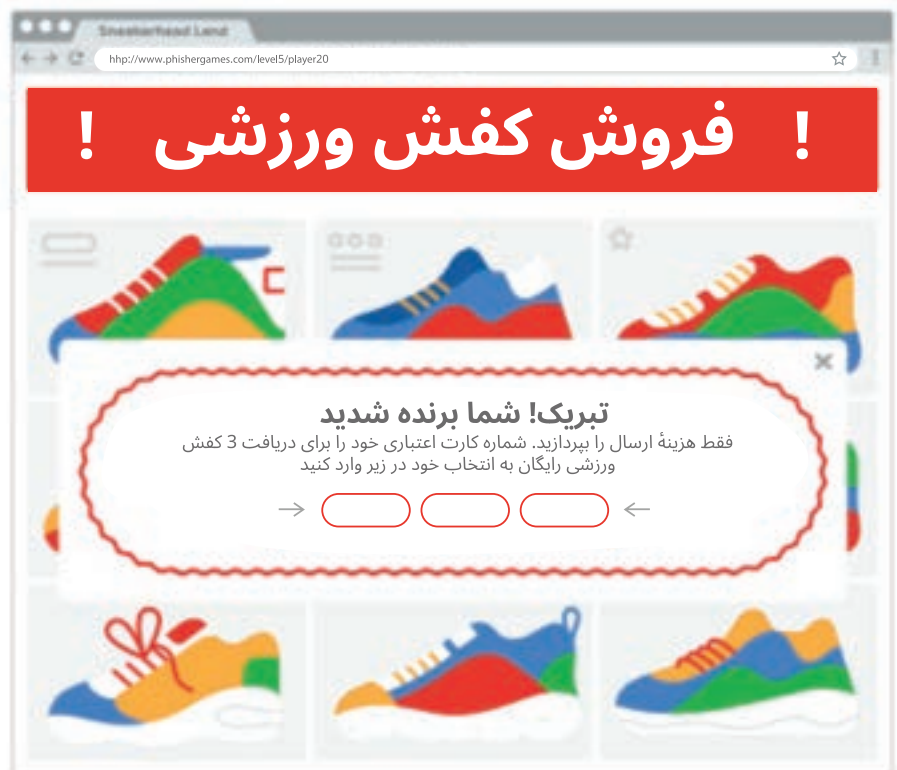 Sneakerhead Land
hhp://www.phishergames.com/level5/player20
! فروش کفش ورزشی !
تبریک! شما برنده شدید
فقط هزینهٔ ارسال را بپردازید. شماره کارت اعتباری خود را برای دریافت 3 کفش
ورزشی رایگان به انتخاب خود در زیر وارد کنید